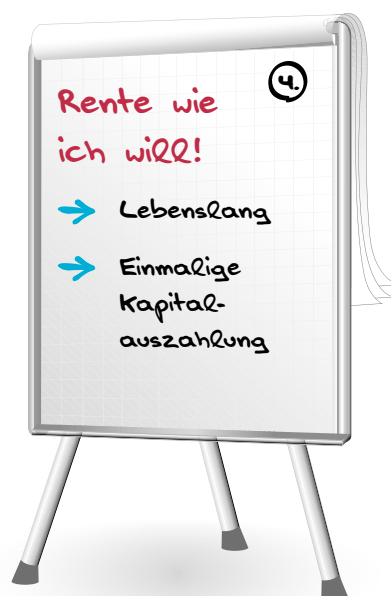 4.
Rente wie
ich will!
Lebenslang
Einmalige
Kapital-
auszahlung